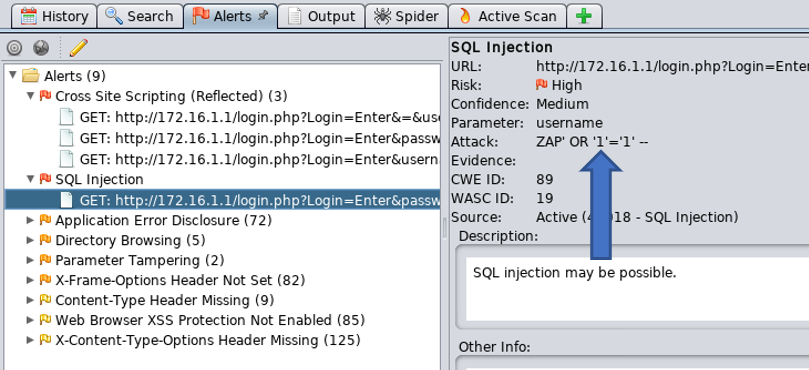 History Search Alerts Output Spider Active Scan
Alerts (9)
Cross Site Scripting (Reflected) (3)
GET: http://172.16.1.1/login.php?Login=Enter&=&use
GET: http://172.16.1.1/login.php?Login=Enter&passw
GET: http://172.16.1.1/login.php?Login=Enter&userna
SQL Injection
GET: http://172.16.1.1/login.php?Login=Enter&passw
Application Error Disclosure (72)
Directory Browsing (5)
Parameter Tampering (2)
X-Frame-Options Header Not Set (82)
Content-Type Header Missing (9)
Web Browser XSS Protection Not Enabled (85)
X-Content-Type-Options Header Missing (125)
SQL Injection
URL: http://172.16.1.1/login.php?Login=Enter
Risk: High
Confidence: Medium
Parameter: username
Attack: ZAP' OR '1'='1' --
Evidence:
CWE ID: 89
WASC ID: 19
Source: Active (4 018 - SQL Injection)
Description:
SQL injection may be possible.
Other Info: